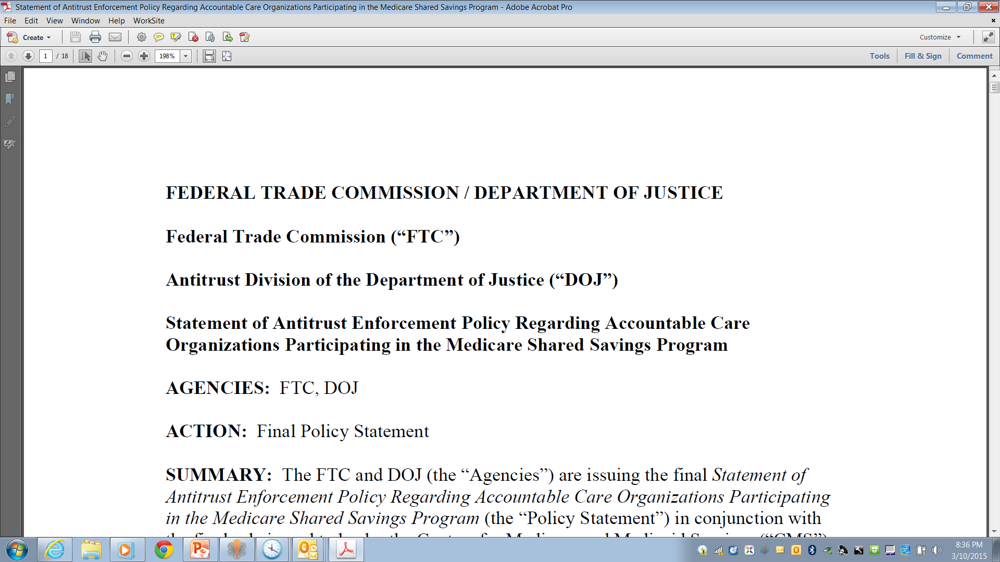 Statement of Antitrust Enforcement Policy Regarding Accountable Care Organizations Participating in the Medicare Shared Savings Program - Adobe Acrobat Pro
File Edit View Window Help WorkSite
Create Customize
1 / 18 198% Tools Fill & Sign Comment
FEDERAL TRADE COMMISSION / DEPARTMENT OF JUSTICE
Federal Trade Commission (“FTC”)
Antitrust Division of the Department of Justice (“DOJ”)
Statement of Antitrust Enforcement Policy Regarding Accountable Care
Organizations Participating in the Medicare Shared Savings Program
AGENCIES: FTC, DOJ
ACTION: Final Policy Statement
SUMMARY: The FTC and DOJ (the “Agencies”) are issuing the final Statement of
Antitrust Enforcement Policy Regarding Accountable Care Organizations Participating
in the Medicare Shared Savings Program (the “Policy Statement”) in conjunction with
8:36 PM
3/10/2015